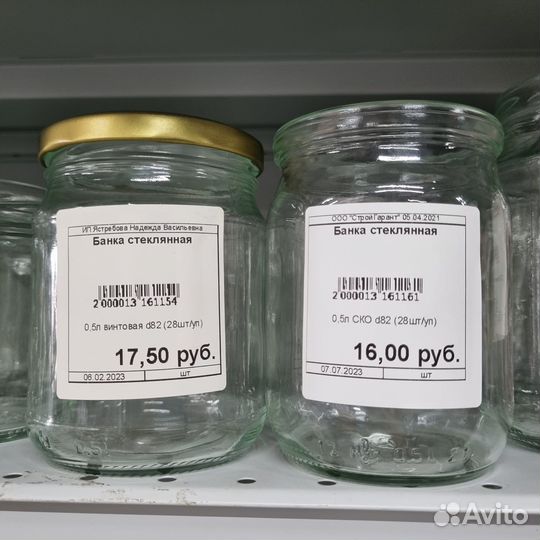 ИП Ястребова Надежда Васильевна
Банка стеклянная
2 000013 161154
0,5л винтовая d82 (28шт/уп)
17,50 руб.
06.02.2023 шт
ООО "СтройГарант" 05.04.2021
Банка стеклянная
2 000013 161161
0,5л СКО d82 (28шт/уп)
16,00 руб.
07.07.2023 шт
Avito